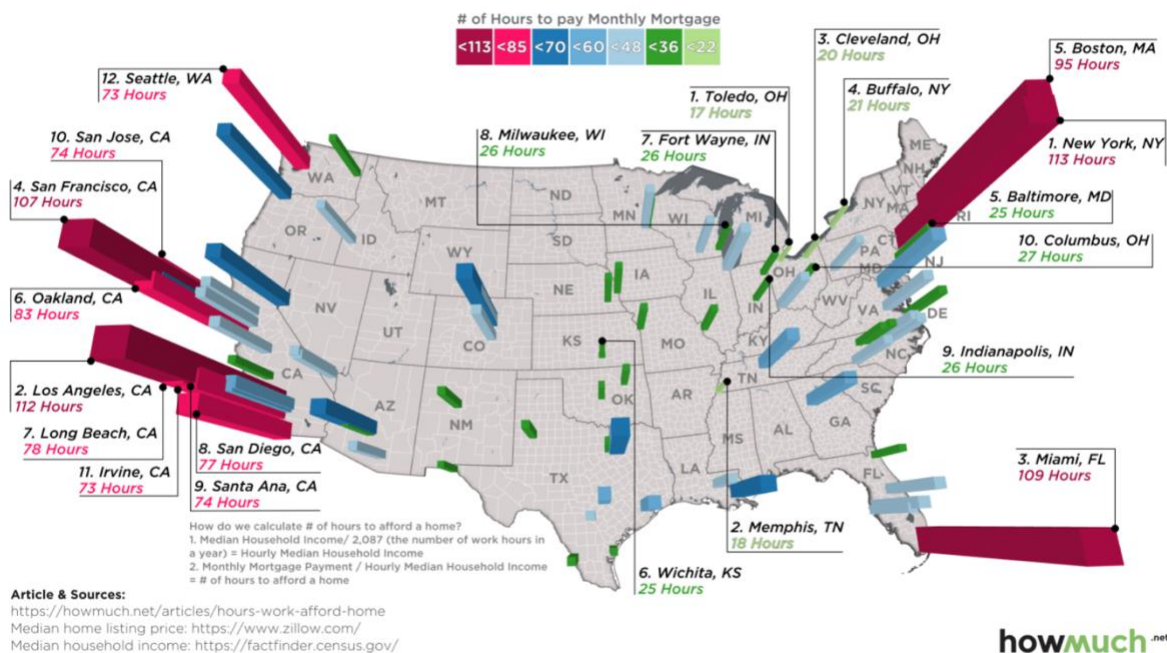 # of Hours to pay Monthly Mortgage
<113 <85 <70 <60 <48 <36 <22
12. Seattle, WA
73 Hours
10. San Jose, CA
74 Hours
4. San Francisco, CA
107 Hours
6. Oakland, CA
83 Hours
2. Los Angeles, CA
112 Hours
7. Long Beach, CA
78 Hours
11. Irvine, CA
73 Hours
8. San Diego, CA
77 Hours
9. Santa Ana, CA
74 Hours
8. Milwaukee, WI
26 Hours
1. Toledo, OH
17 Hours
7. Fort Wayne, IN
26 Hours
3. Cleveland, OH
20 Hours
4. Buffalo, NY
21 Hours
5. Boston, MA
95 Hours
1. New York, NY
113 Hours
5. Baltimore, MD
25 Hours
10. Columbus, OH
27 Hours
9. Indianapolis, IN
26 Hours
3. Miami, FL
109 Hours
2. Memphis, TN
18 Hours
6. Wichita, KS
25 Hours
WA
MT
ND
MN
WI
MI
NY
VT
NH
ME
MA
RI
CT
OR
ID
WY
SD
IA
PA
NJ
MD
DE
NV
UT
CO
NE
IL
IN
OH
WV
VA
CA
KS
MO
KY
NC
AZ
NM
OK
AR
TN
SC
TX
LA
MS
AL
GA
FL
How do we calculate # of hours to afford a home?
1. Median Household Income/ 2,087 (the number of work hours in
a year) = Hourly Median Household Income
2. Monthly Mortgage Payment / Hourly Median Household Income
= # of hours to afford a home
Article & Sources:
https://howmuch.net/articles/hours-work-afford-home
Median home listing price: https://www.zillow.com/
Median household income: https://factfinder.census.gov/
howmuch.net